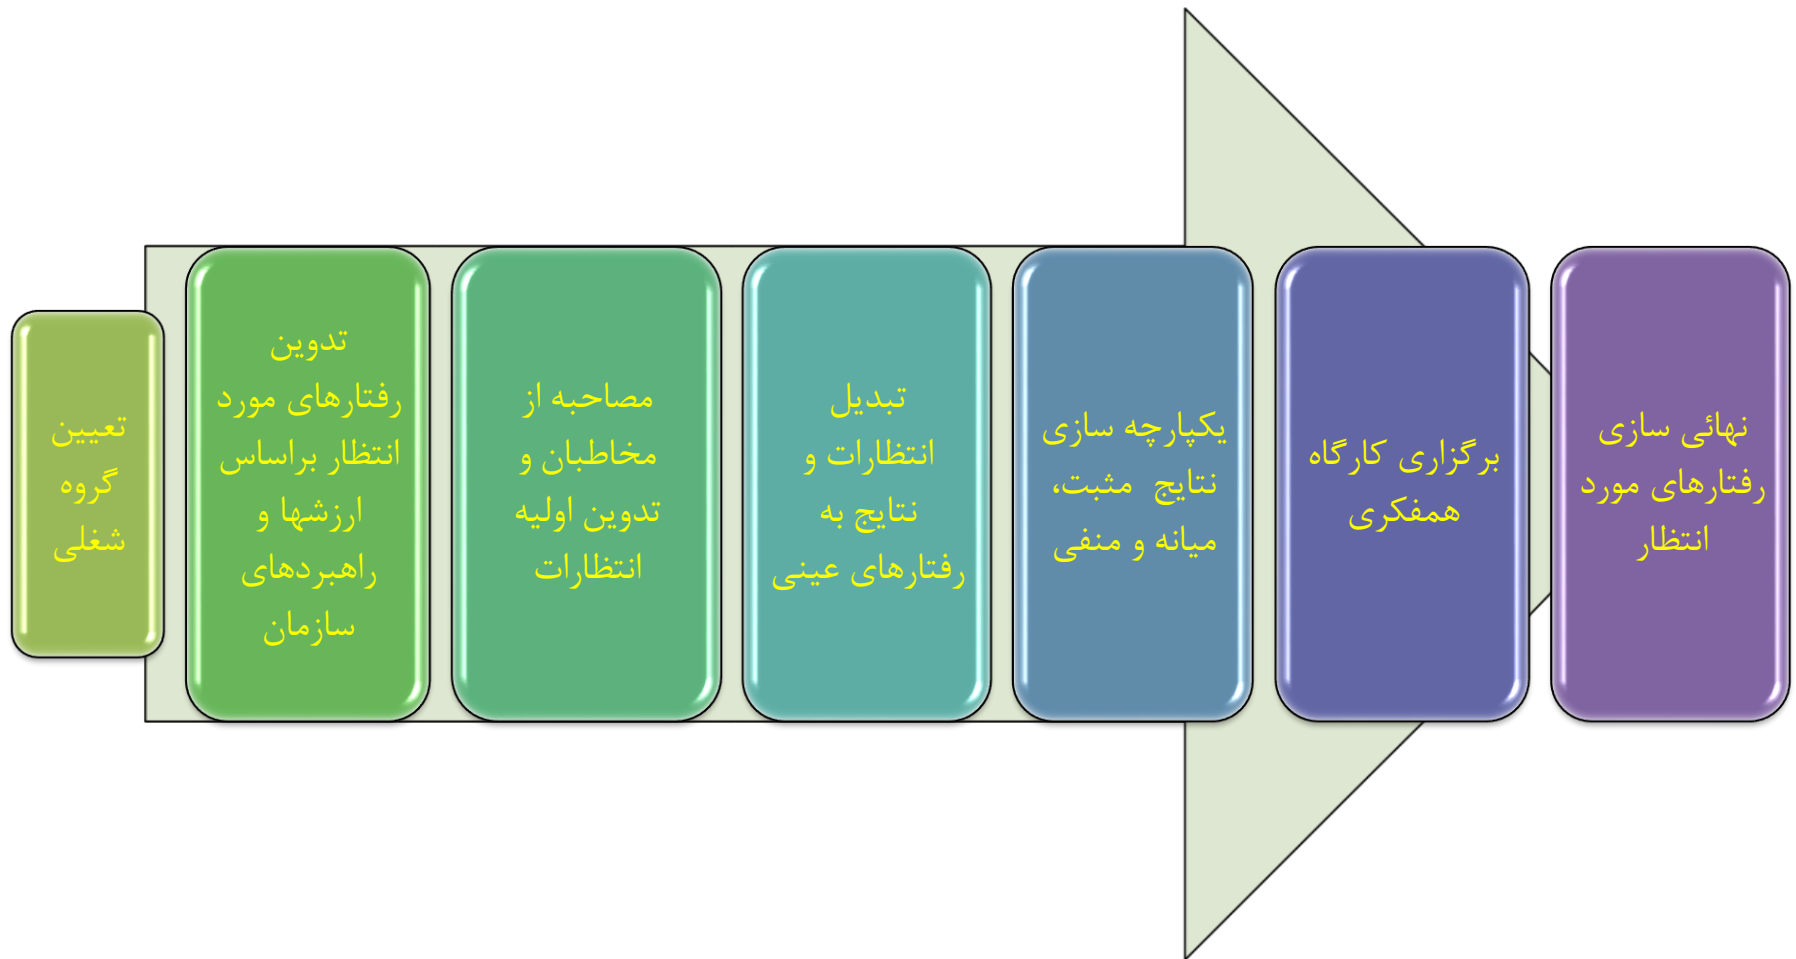 تعیین
گروه
شغلی
تدوین
رفتارهای مورد
انتظار براساس
ارزشها و
راهبردهای
سازمان
مصاحبه از
مخاطبان و
تدوین اولیه
انتظارات
تبدیل
انتظارات و
نتایج به
رفتارهای عینی
یکپارچه سازی
نتایج مثبت،
میانه و منفی
برگزاری کارگاه
همفکری
نهائی سازی
رفتارهای مورد
انتظار